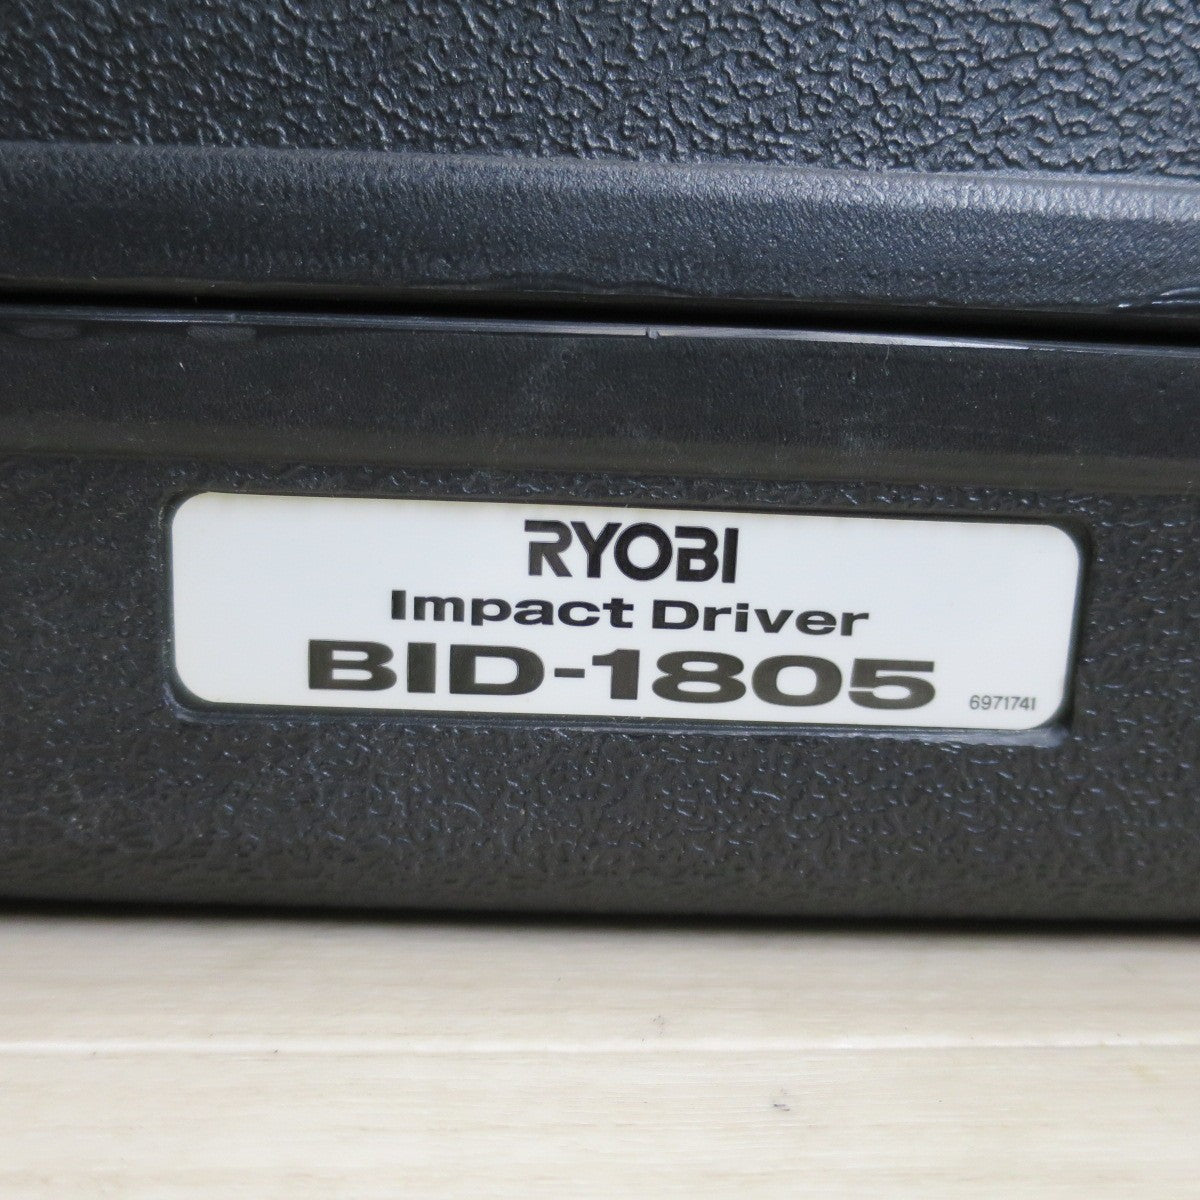 RYOBI
Impact Driver
BID-1805
6971741